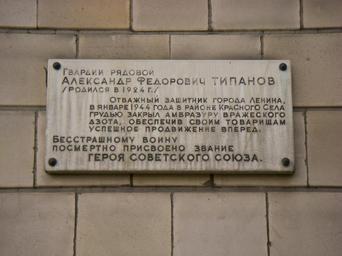 Гвардии рядовой
Александр Федорович ТИПАНОВ
/родился в 1924 г./
Отважный защитник города Ленина,
в январе 1944 года в районе Красного Села
грудью закрыл амбразуру вражеского
дзота, обеспечив своим товарищам
успешное продвижение вперед.
Бесстрашному воину
посмертно присвоено звание
ГЕРОЯ СОВЕТСКОГО СОЮЗА.